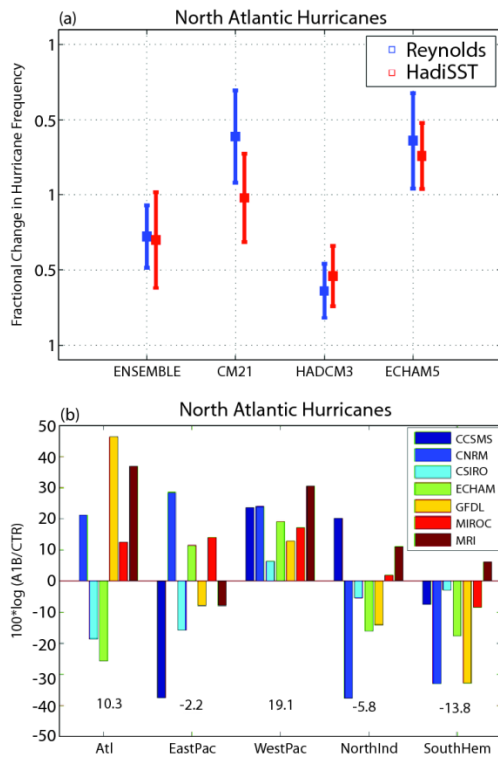 North Atlantic Hurricanes
(a)
Reynolds
HadiSST
Fractional Change in Hurricane Frequency
1
0.5
1
0.5
1
ENSEMBLE CM21 HADCM3 ECHAM5
North Atlantic Hurricanes
(b)
CCSMS
CNRM
CSIRO
ECHAM
GFDL
MIROC
MRI
100*log (A1B/CTR)
50
40
30
20
10
0
-10
-20
-30
-40
-50
10.3 -2.2 19.1 -5.8 -13.8
Atl EastPac WestPac NorthInd SouthHem